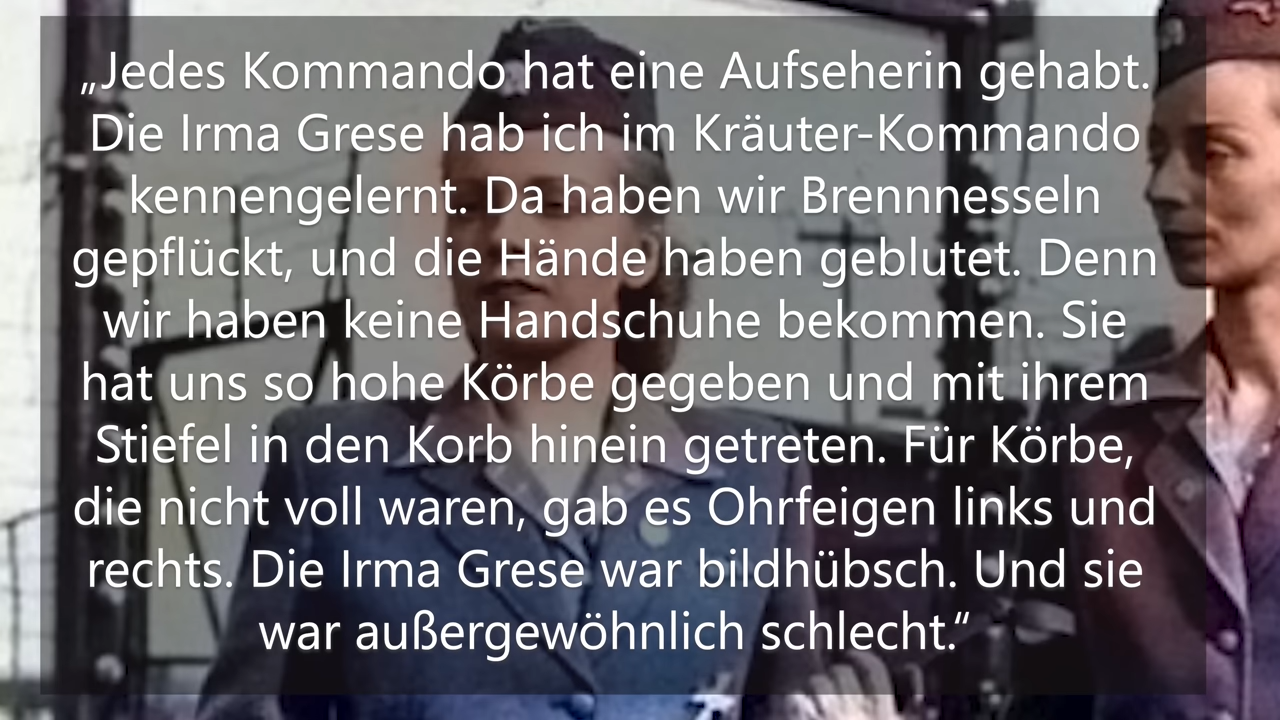 „Jedes Kommando hat eine Aufseherin gehabt.
Die Irma Grese hab ich im Kräuter-Kommando
kennengelernt. Da haben wir Brennnesseln
gepflückt, und die Hände haben geblutet. Denn
wir haben keine Handschuhe bekommen. Sie
hat uns so hohe Körbe gegeben und mit ihrem
Stiefel in den Korb hinein getreten. Für Körbe,
die nicht voll waren, gab es Ohrfeigen links und
rechts. Die Irma Grese war bildhübsch. Und sie
war außergewöhnlich schlecht.“